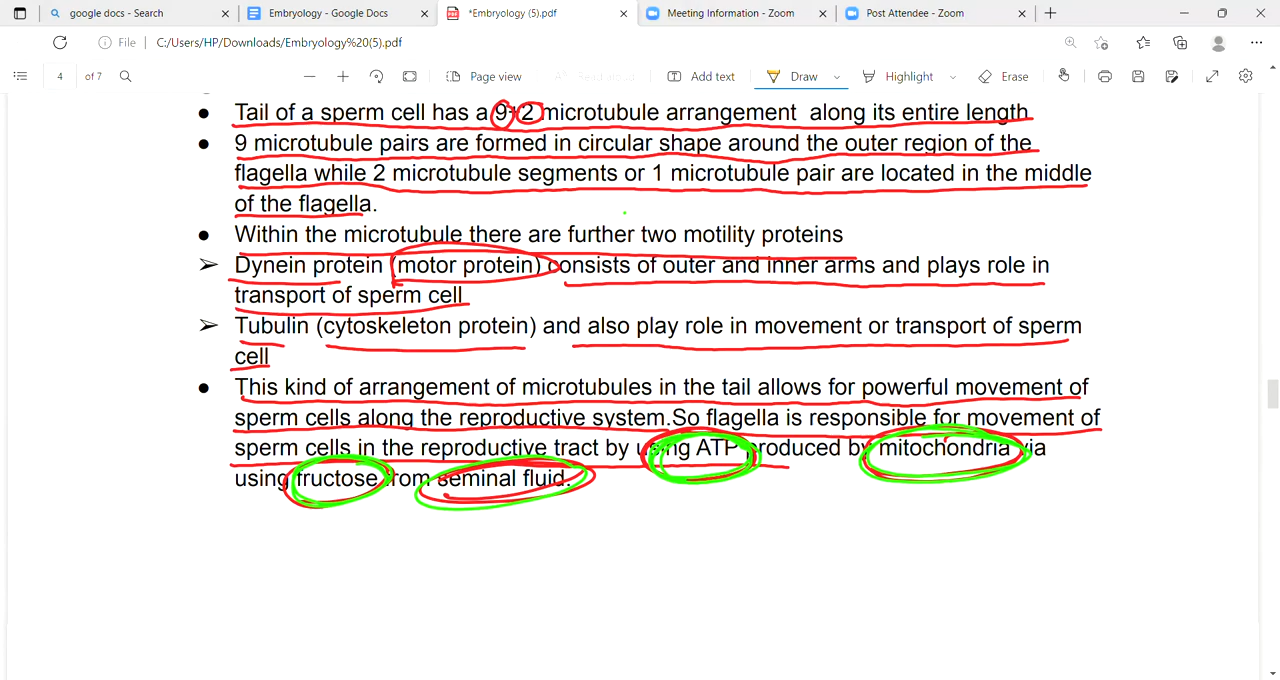 google docs - Search
Embryology - Google Docs
*Embryology (5).pdf
Meeting Information - Zoom
Post Attendee - Zoom
File
C:/Users/HP/Downloads/Embryology%20(5).pdf
4 of 7
Page view
Read aloud
Add text
Draw
Highlight
Erase
● Tail of a sperm cell has a 9+2 microtubule arrangement along its entire length
● 9 microtubule pairs are formed in circular shape around the outer region of the
flagella while 2 microtubule segments or 1 microtubule pair are located in the middle
of the flagella.
● Within the microtubule there are further two motility proteins
➢ Dynein protein (motor protein) consists of outer and inner arms and plays role in
transport of sperm cell
➢ Tubulin (cytoskeleton protein) and also play role in movement or transport of sperm
cell
● This kind of arrangement of microtubules in the tail allows for powerful movement of
sperm cells along the reproductive system.So flagella is responsible for movement of
sperm cells in the reproductive tract by using ATP produced by mitochondria via
using fructose from seminal fluid.